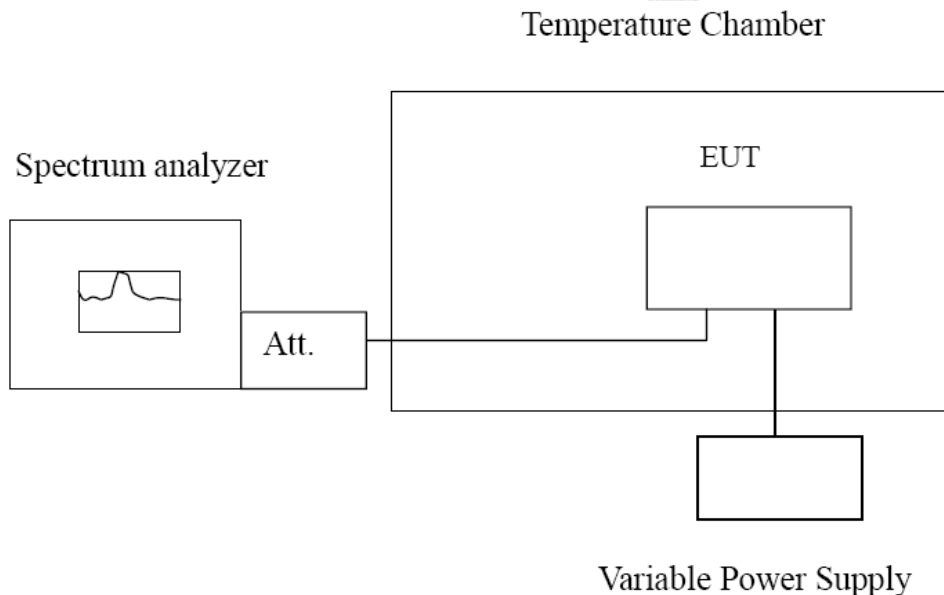 Temperature Chamber
Spectrum analyzer
EUT
Att.
Variable Power Supply